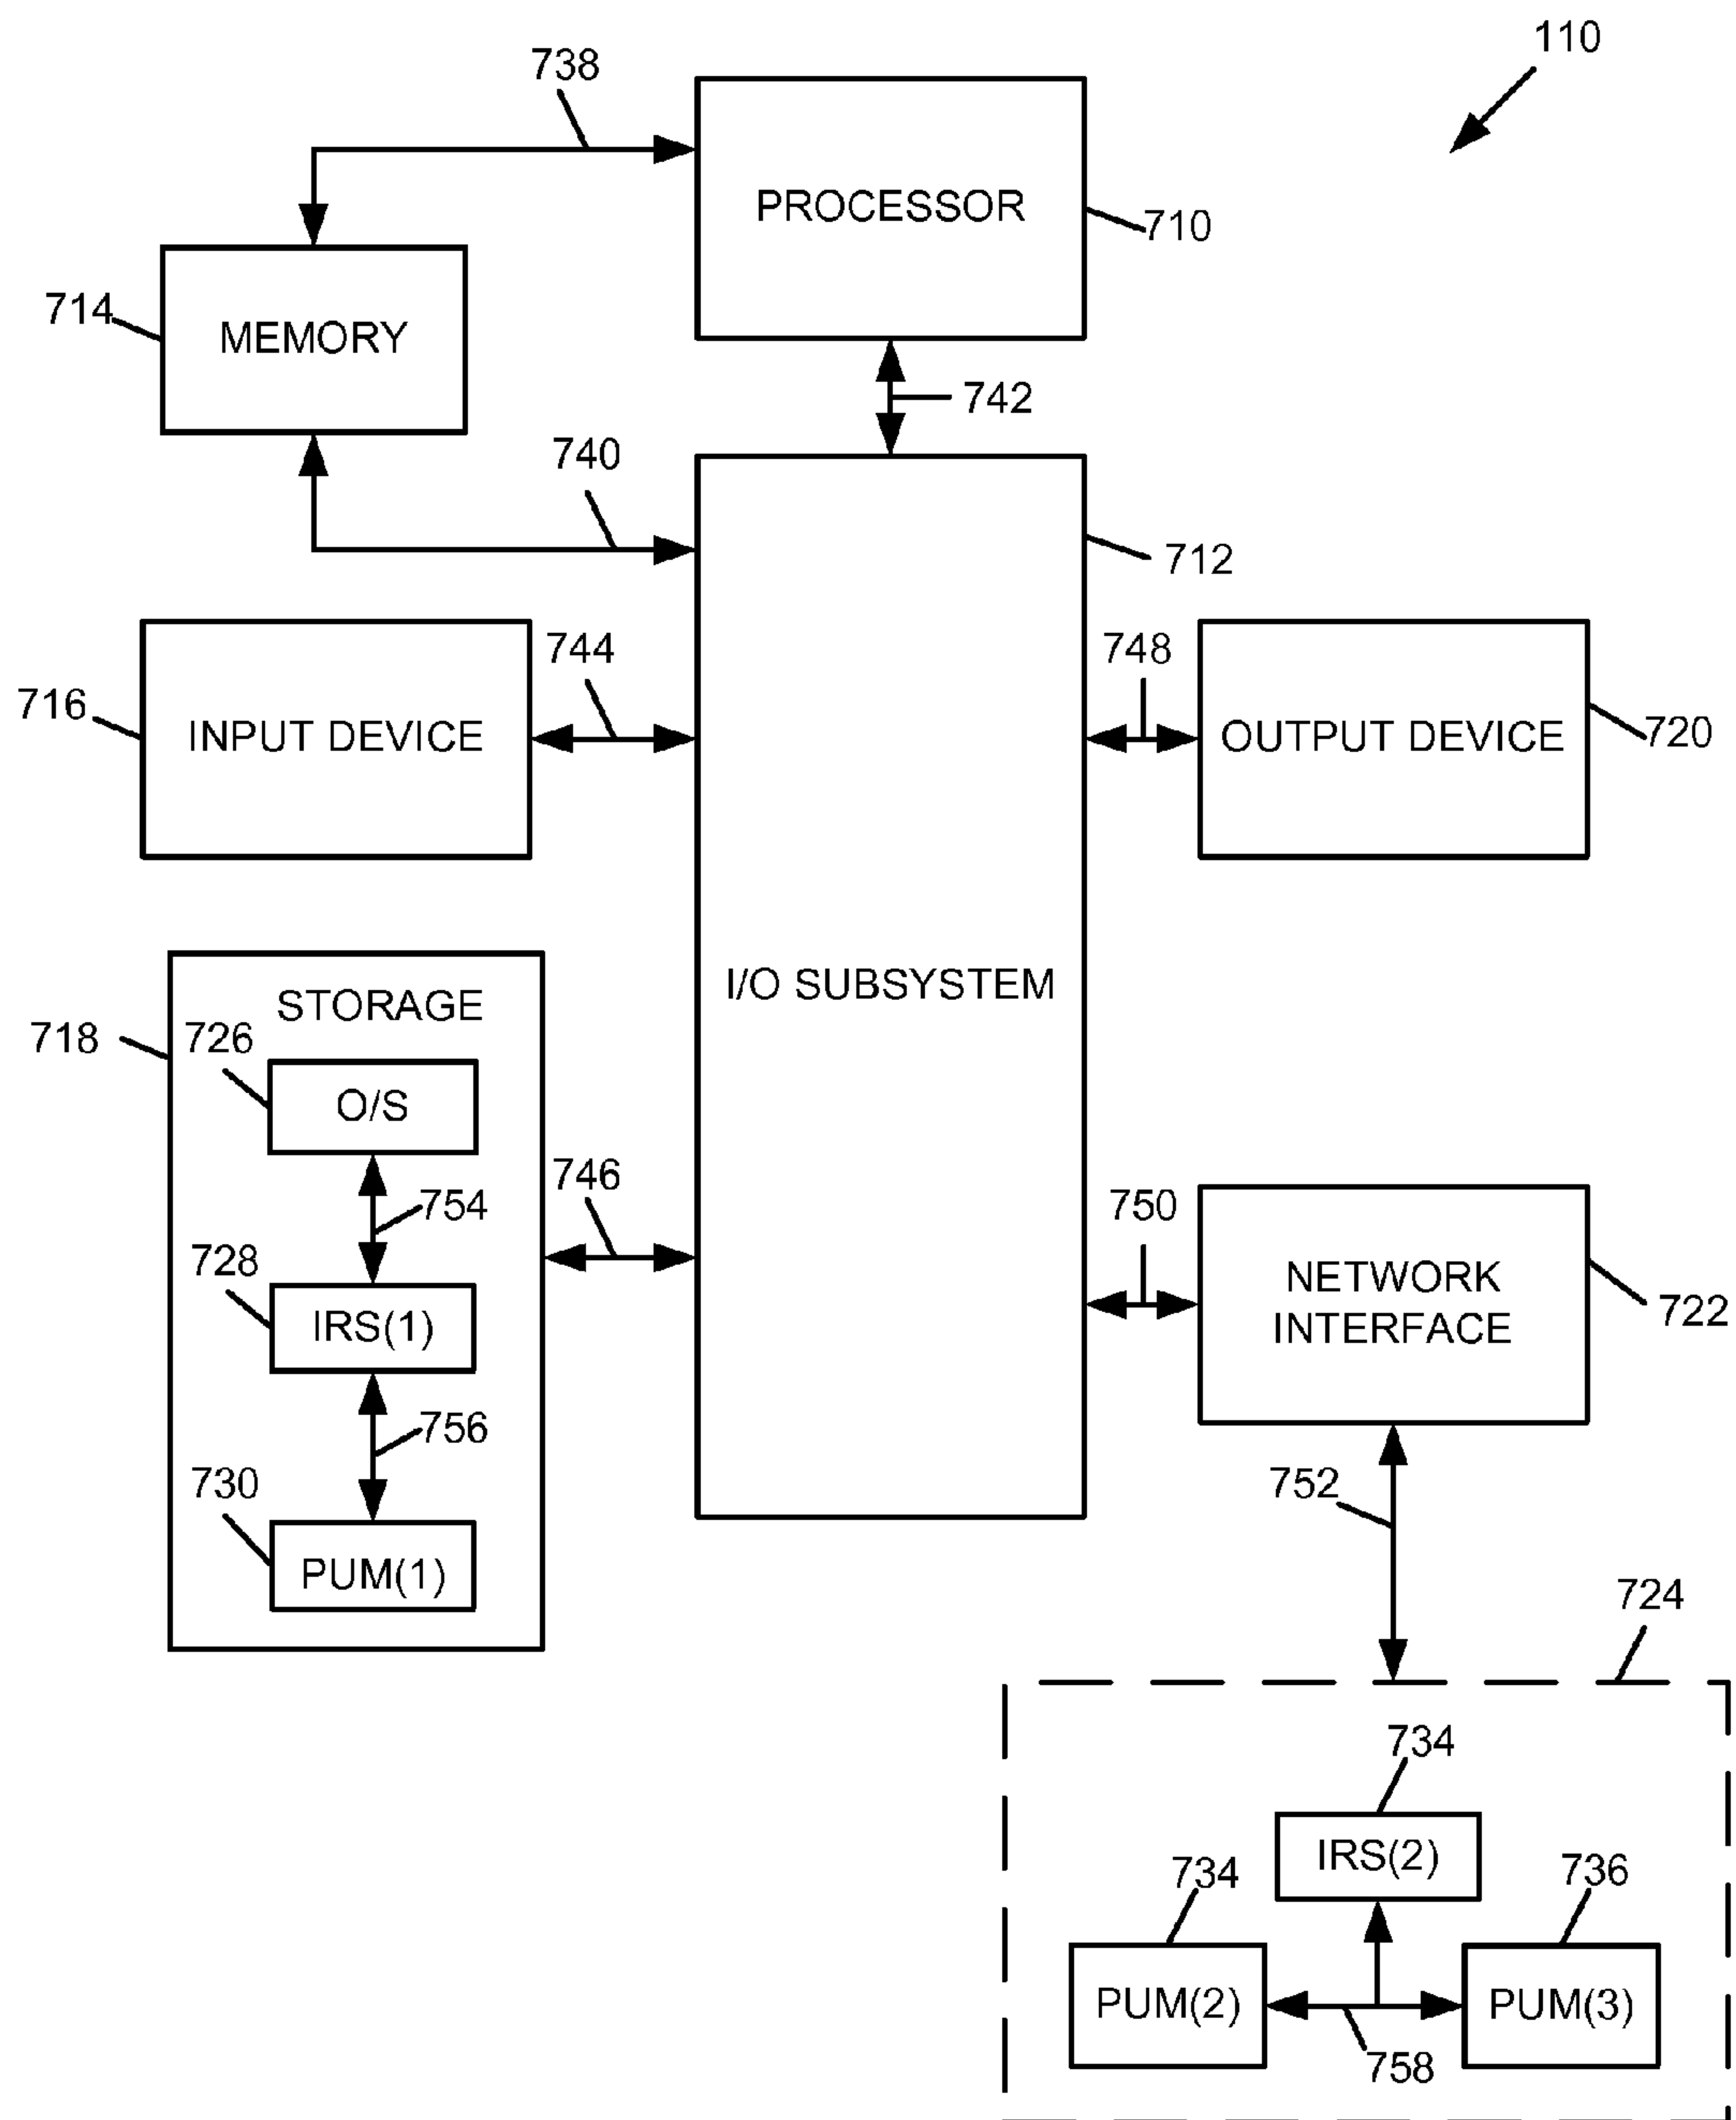 110
738
PROCESSOR
710
714
MEMORY
742
740
712
744
748
716
INPUT DEVICE
OUTPUT DEVICE
720
I/O SUBSYSTEM
STORAGE
718
726
O/S
746
754
750
728
IRS(1)
NETWORK
INTERFACE
722
756
730
752
PUM(1)
724
734
IRS(2)
734
736
PUM(2)
PUM(3)
758